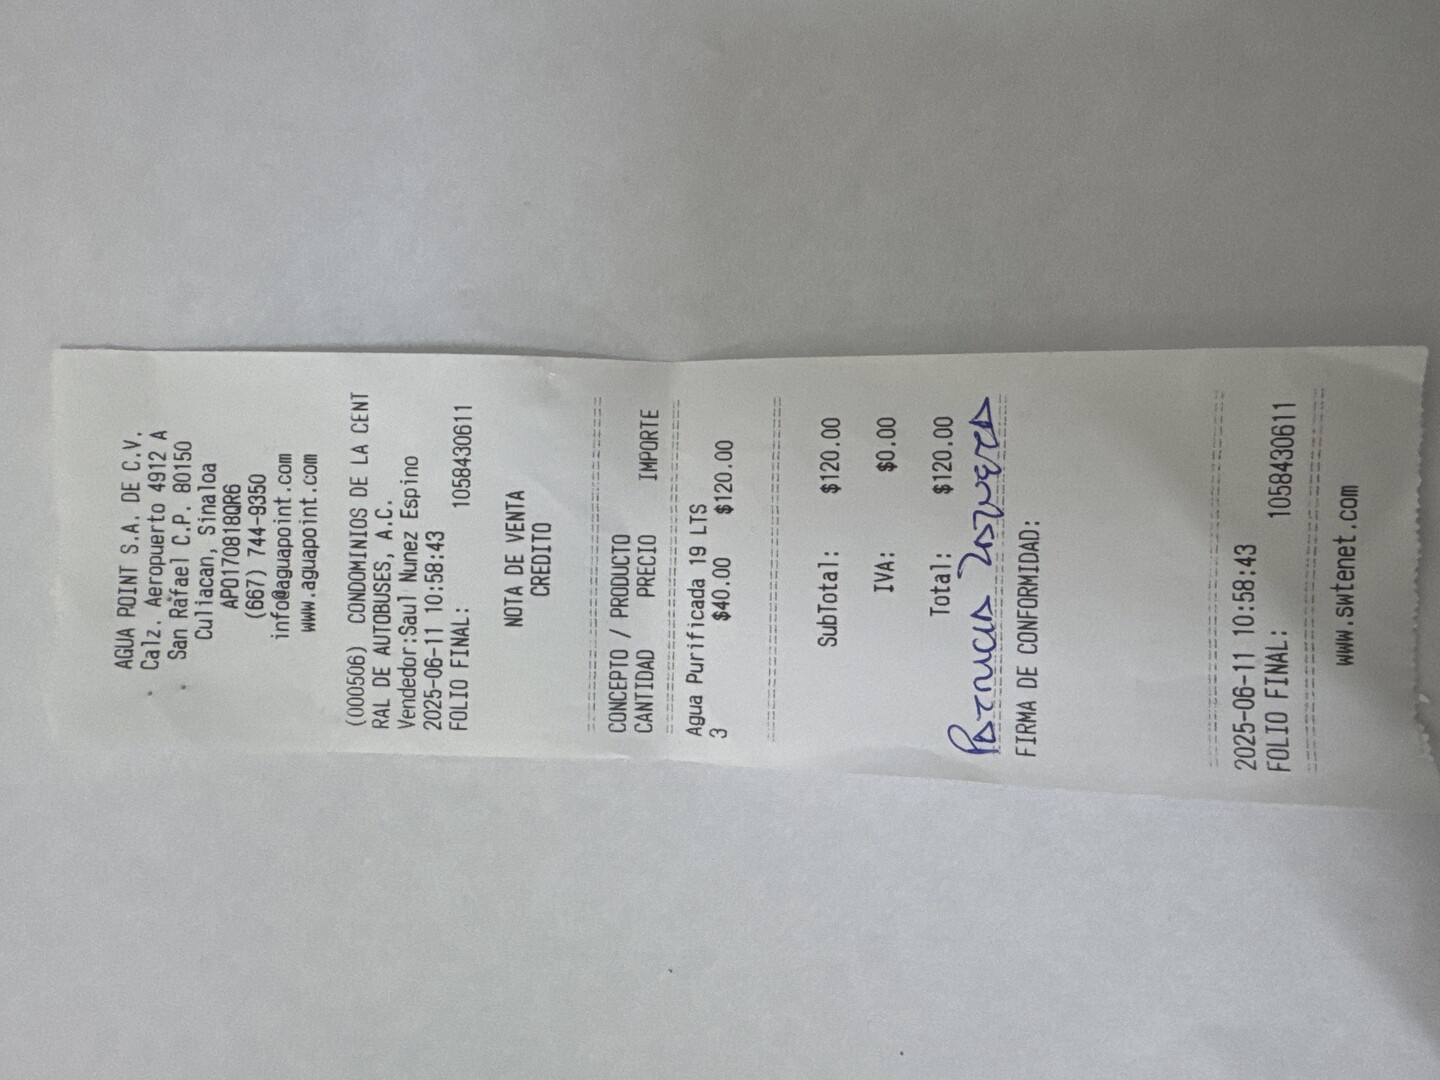 AGUA POINT S.A. DE C.V.
Calz. Aeropuerto 4912 A
San Rafael C.P. 80150
Culiacan, Sinaloa
APO170818QR6
(667) 744-9350
info@aguapoint.com
www.aguapoint.com
(000506) CONDOMINIOS DE LA CENT
RAL DE AUTOBUSES, A.C.
Vendedor:Saul Nunez Espino
2025-06-11 10:58:43
FOLIO FINAL: 1058430611
NOTA DE VENTA
CREDITO
CONCEPTO / PRODUCTO
CANTIDAD PRECIO IMPORTE
Agua Purificada 19 LTS
3 $40.00 $120.00
SubTotal: $120.00
IVA: $0.00
Total: $120.00
FIRMA DE CONFORMIDAD:
2025-06-11 10:58:43
FOLIO FINAL: 1058430611
www.swtenet.com